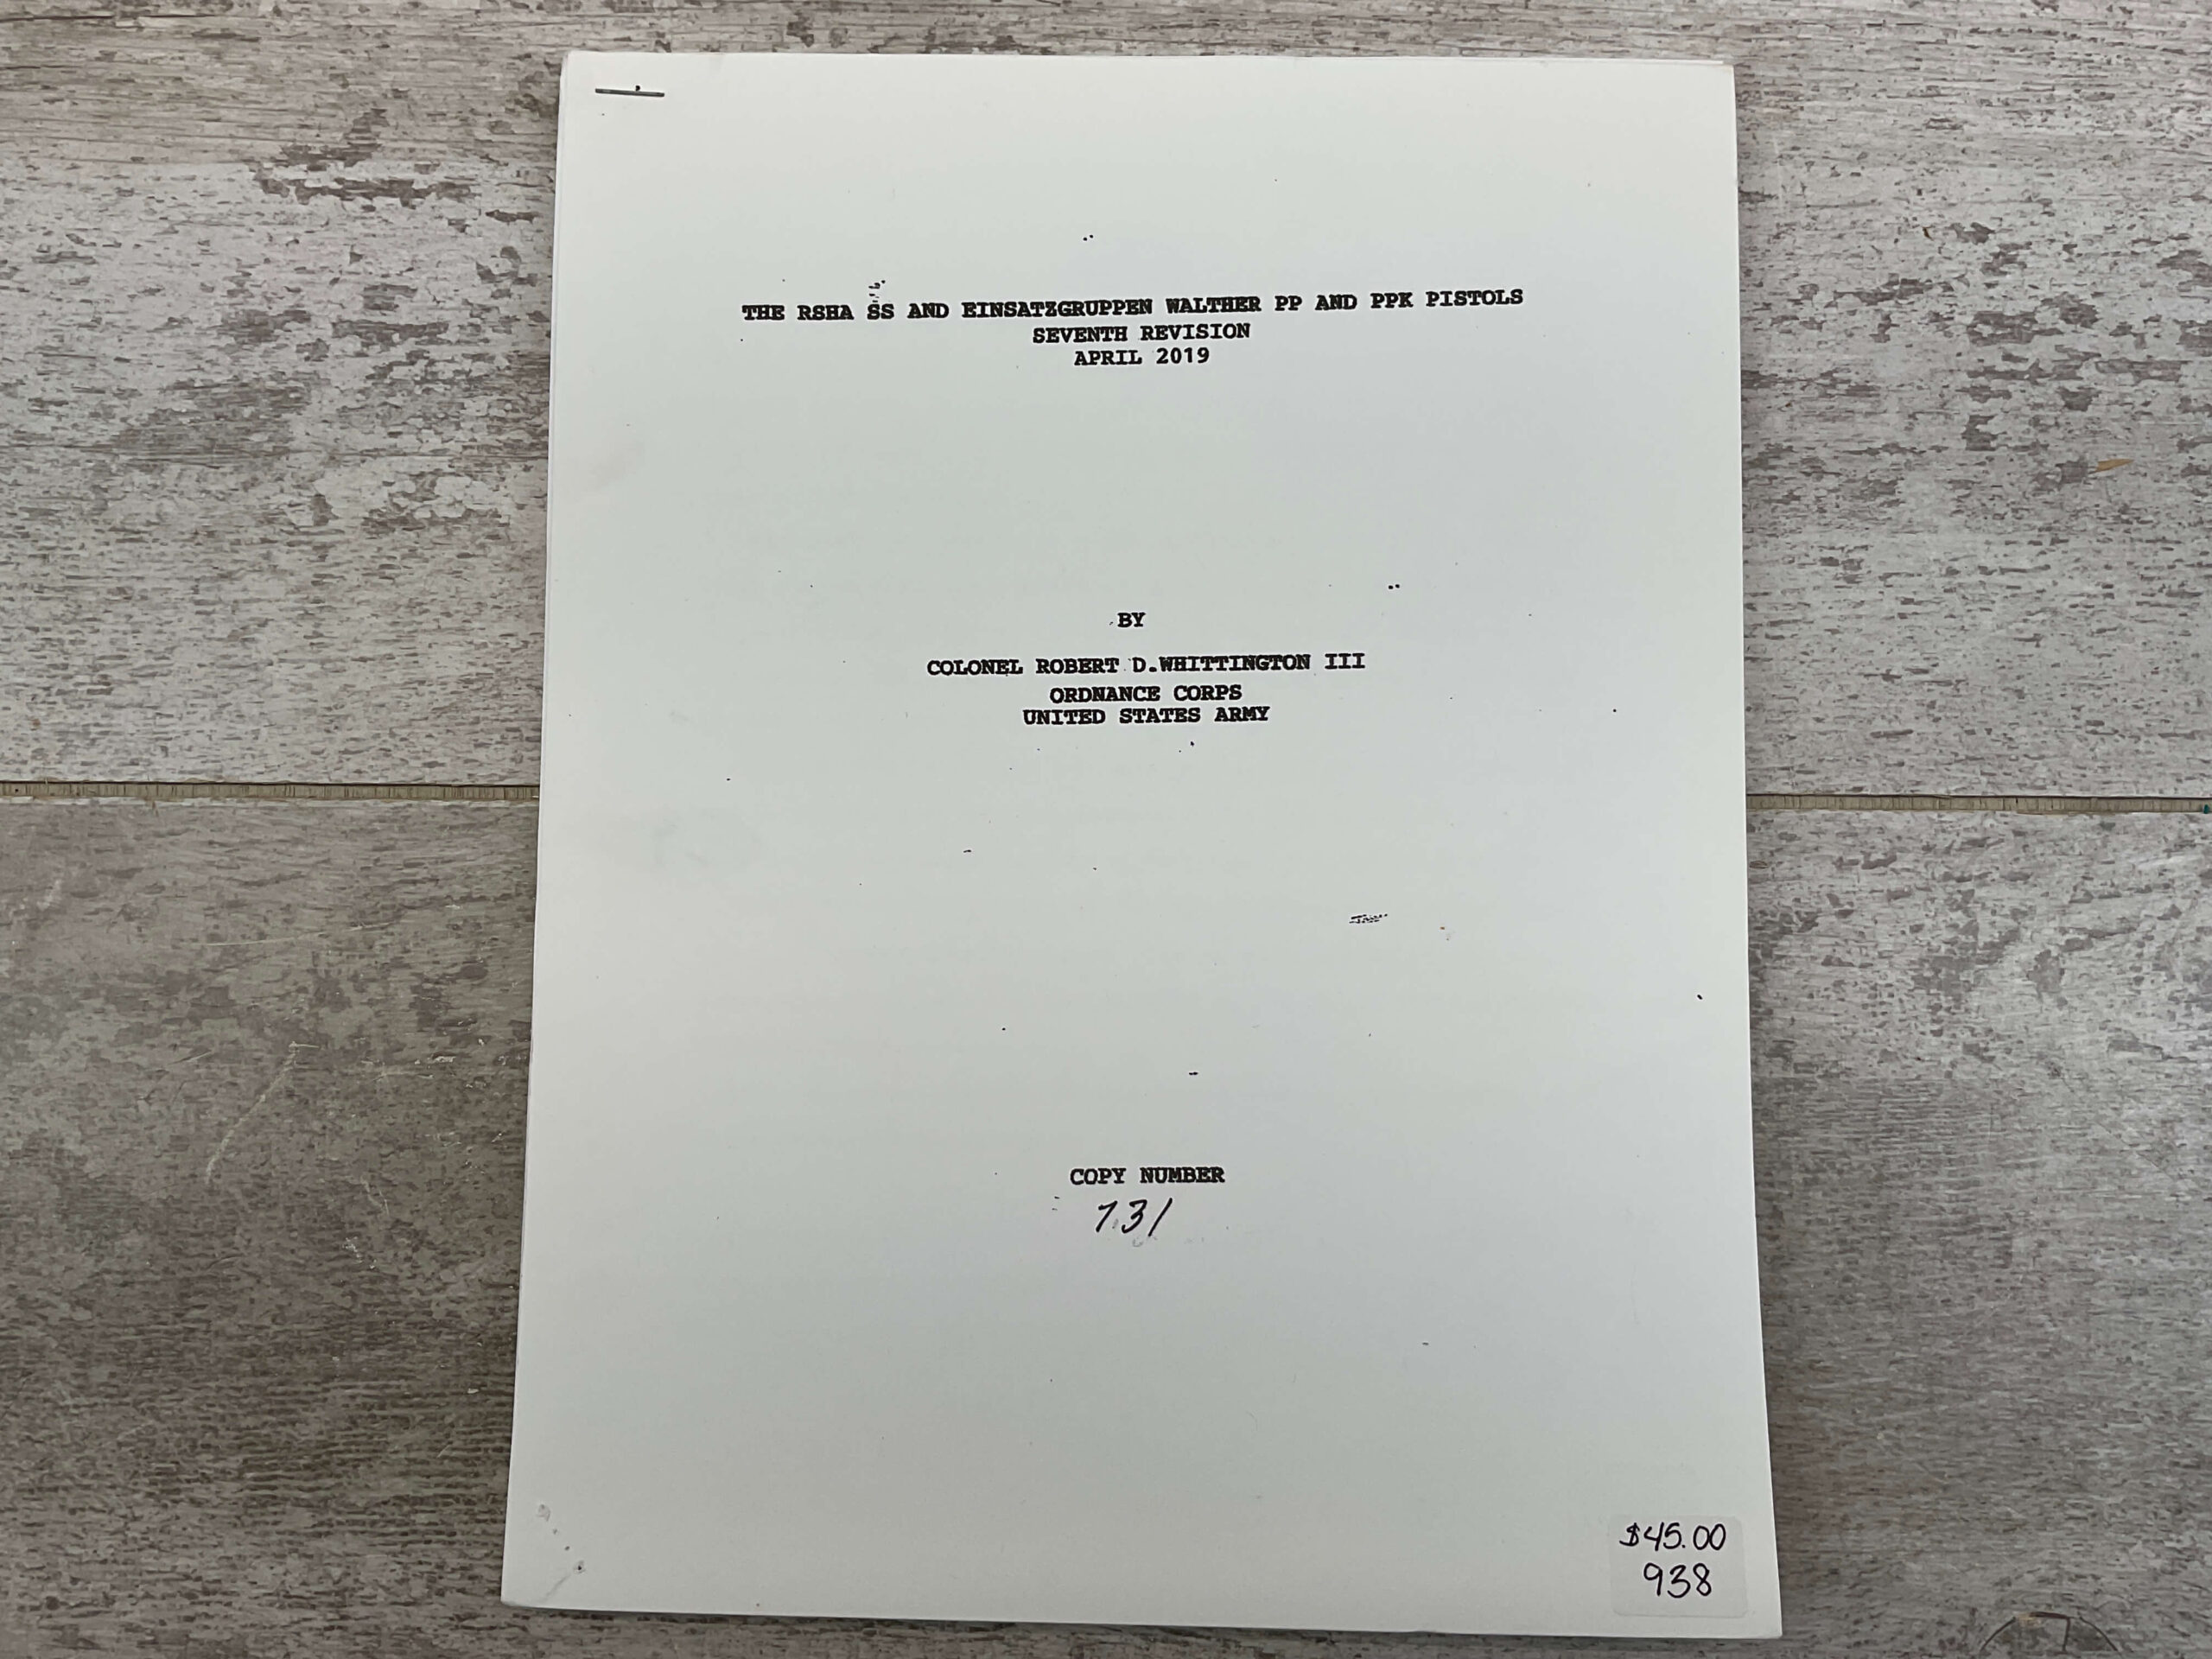 THE RSHA SS AND EINSATZGRUPPEN WALTHER PP AND PPK PISTOLS
SEVENTH REVISION
APRIL 2019
BY
COLONEL ROBERT D.WHITTINGTON III
ORDNANCE CORPS
UNITED STATES ARMY
COPY NUMBER
731
$45.00
938